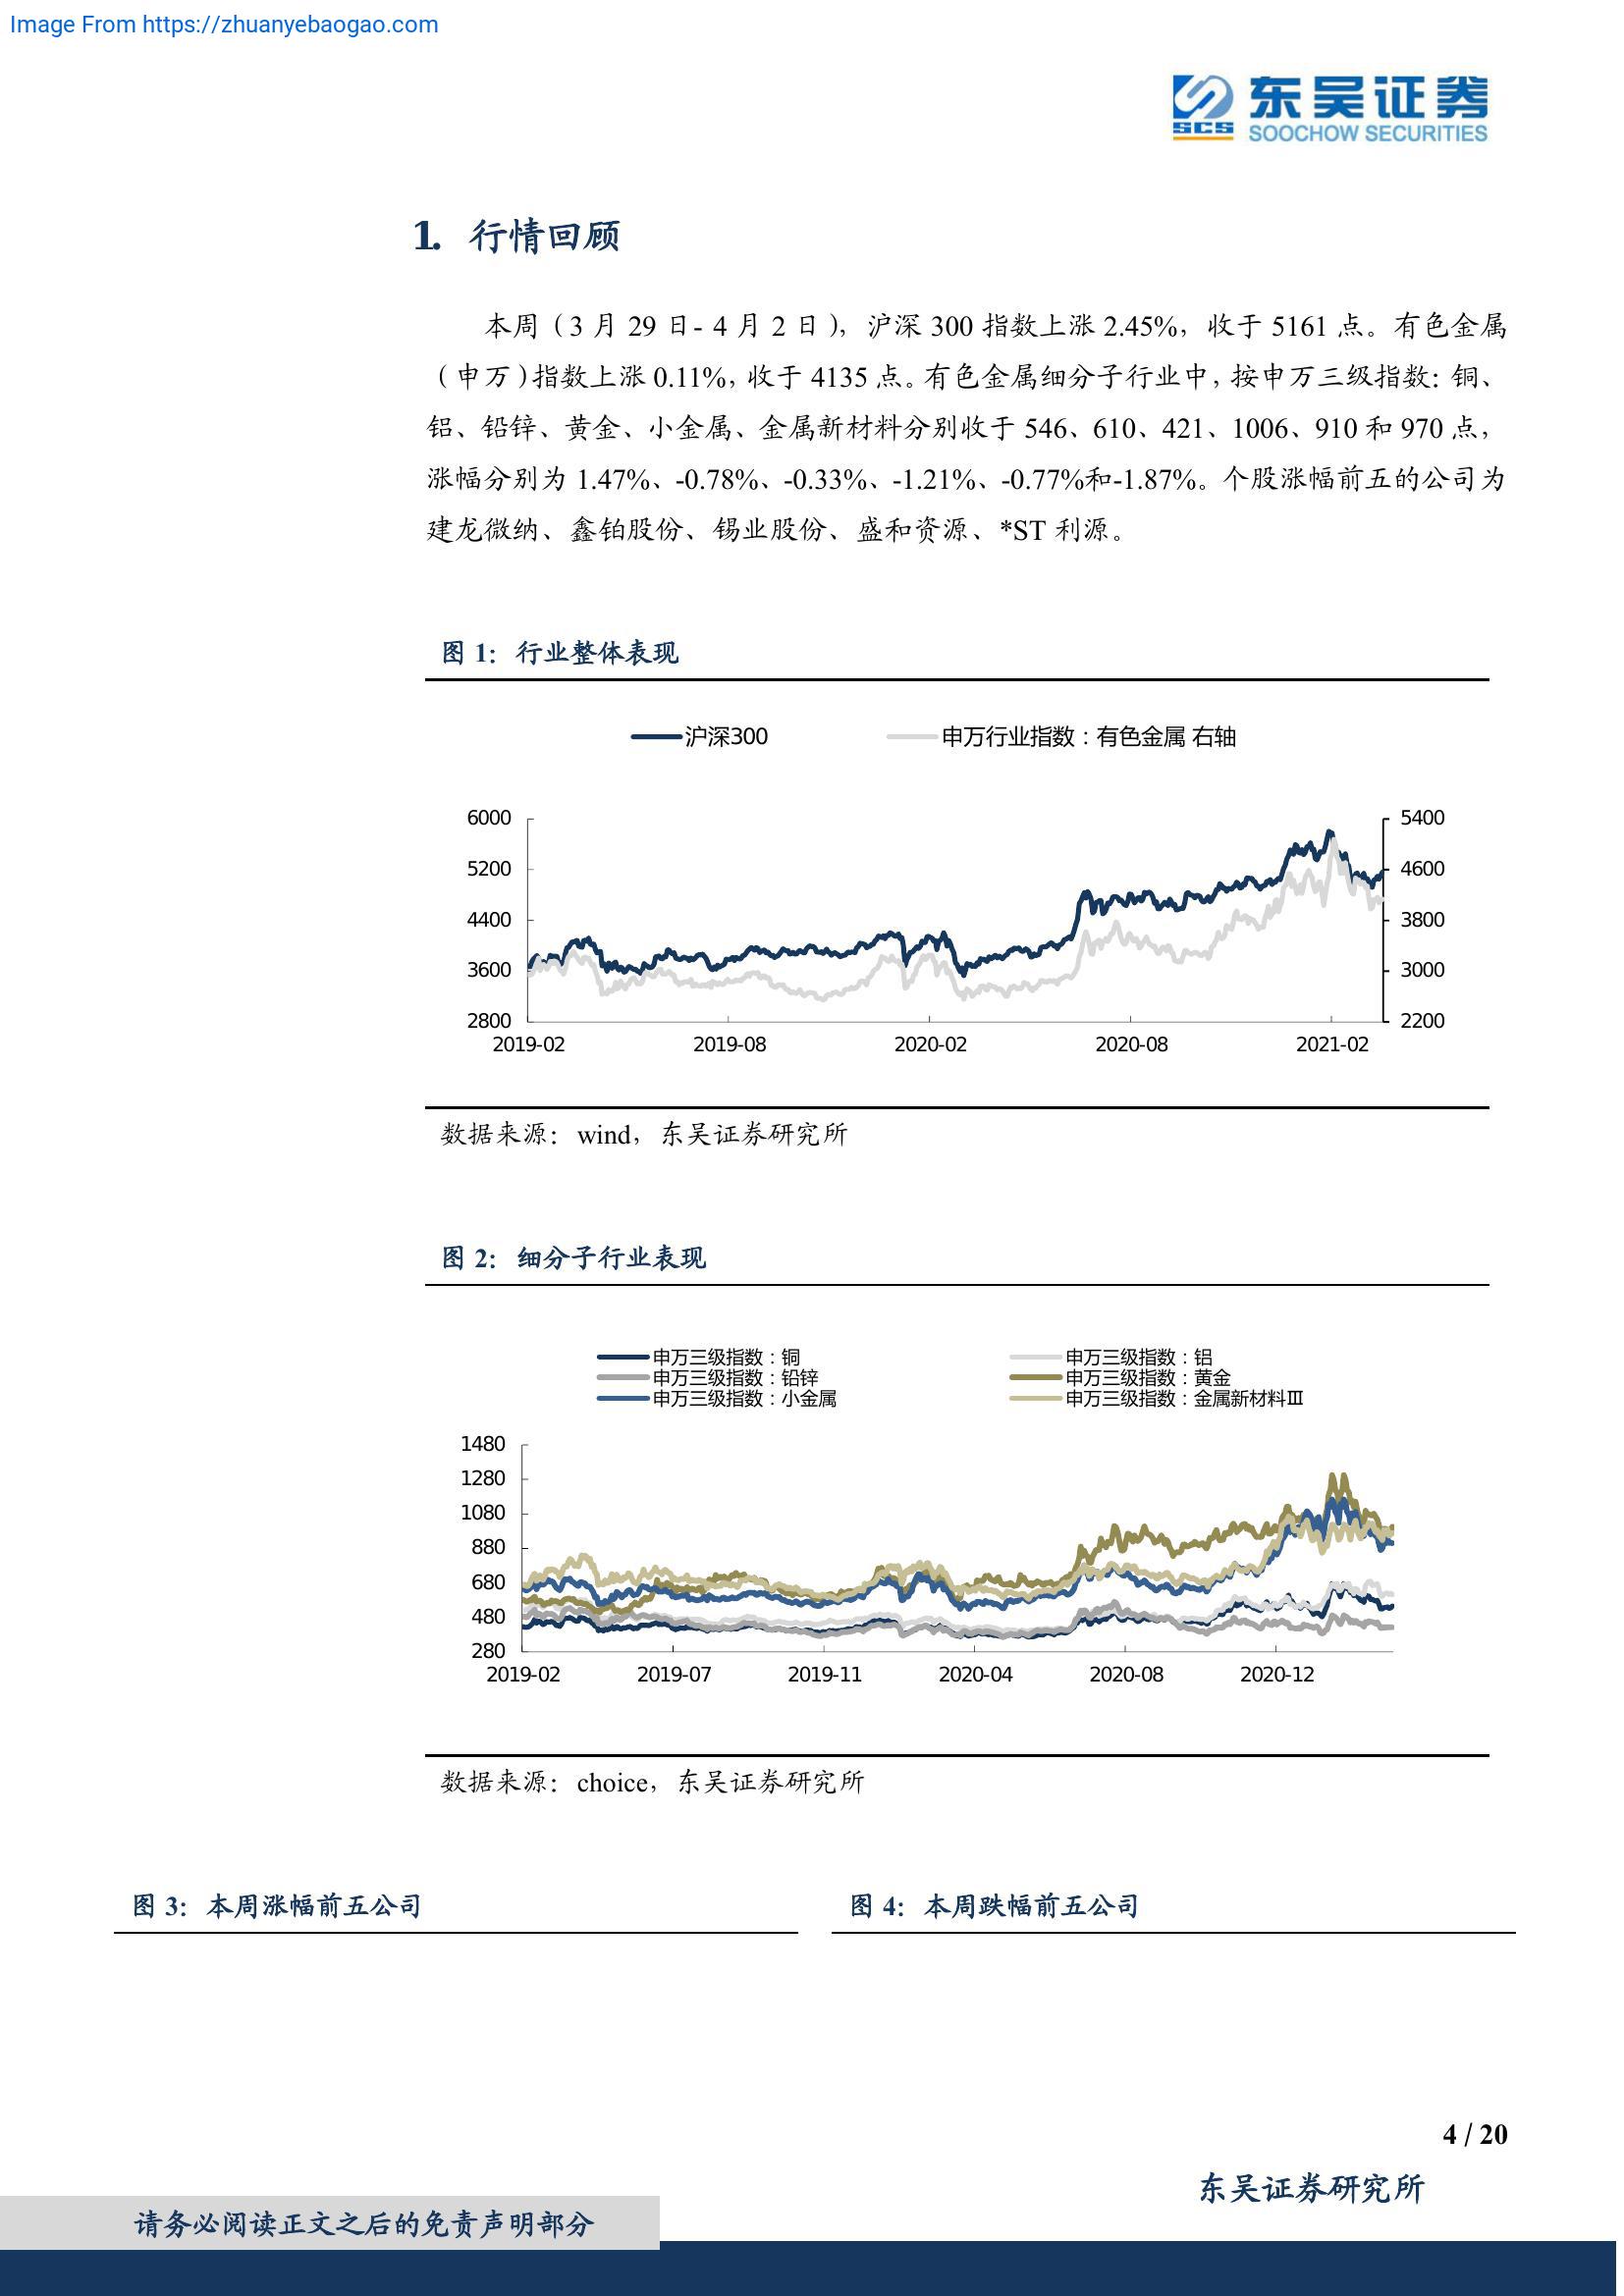 Image From https://zhuanyebaogao.com
东吴证券
SCS
SOOCHOW SECURITIES
1. 行情回顾
本周（3 月 29 日- 4 月 2 日），沪深 300 指数上涨 2.45%，收于 5161 点。有色金属
（申万）指数上涨 0.11%，收于 4135 点。有色金属细分子行业中，按申万三级指数：铜、
铝、铅锌、黄金、小金属、金属新材料分别收于 546、610、421、1006、910 和 970 点，
涨幅分别为 1.47%、-0.78%、-0.33%、-1.21%、-0.77%和-1.87%。个股涨幅前五的公司为
建龙微纳、鑫铂股份、锡业股份、盛和资源、*ST 利源。
图 1：行业整体表现
沪深300 申万行业指数：有色金属 右轴
6000 5400
5200 4600
4400 3800
3600 3000
2800 2200
2019-02 2019-08 2020-02 2020-08 2021-02
数据来源：wind，东吴证券研究所
图 2：细分子行业表现
申万三级指数：铜 申万三级指数：铝
申万三级指数：铅锌 申万三级指数：黄金
申万三级指数：小金属 申万三级指数：金属新材料Ⅲ
1480
1280
1080
880
680
480
280
2019-02 2019-07 2019-11 2020-04 2020-08 2020-12
数据来源：choice，东吴证券研究所
图 3：本周涨幅前五公司 图 4：本周跌幅前五公司
4 / 20
东吴证券研究所
请务必阅读正文之后的免责声明部分